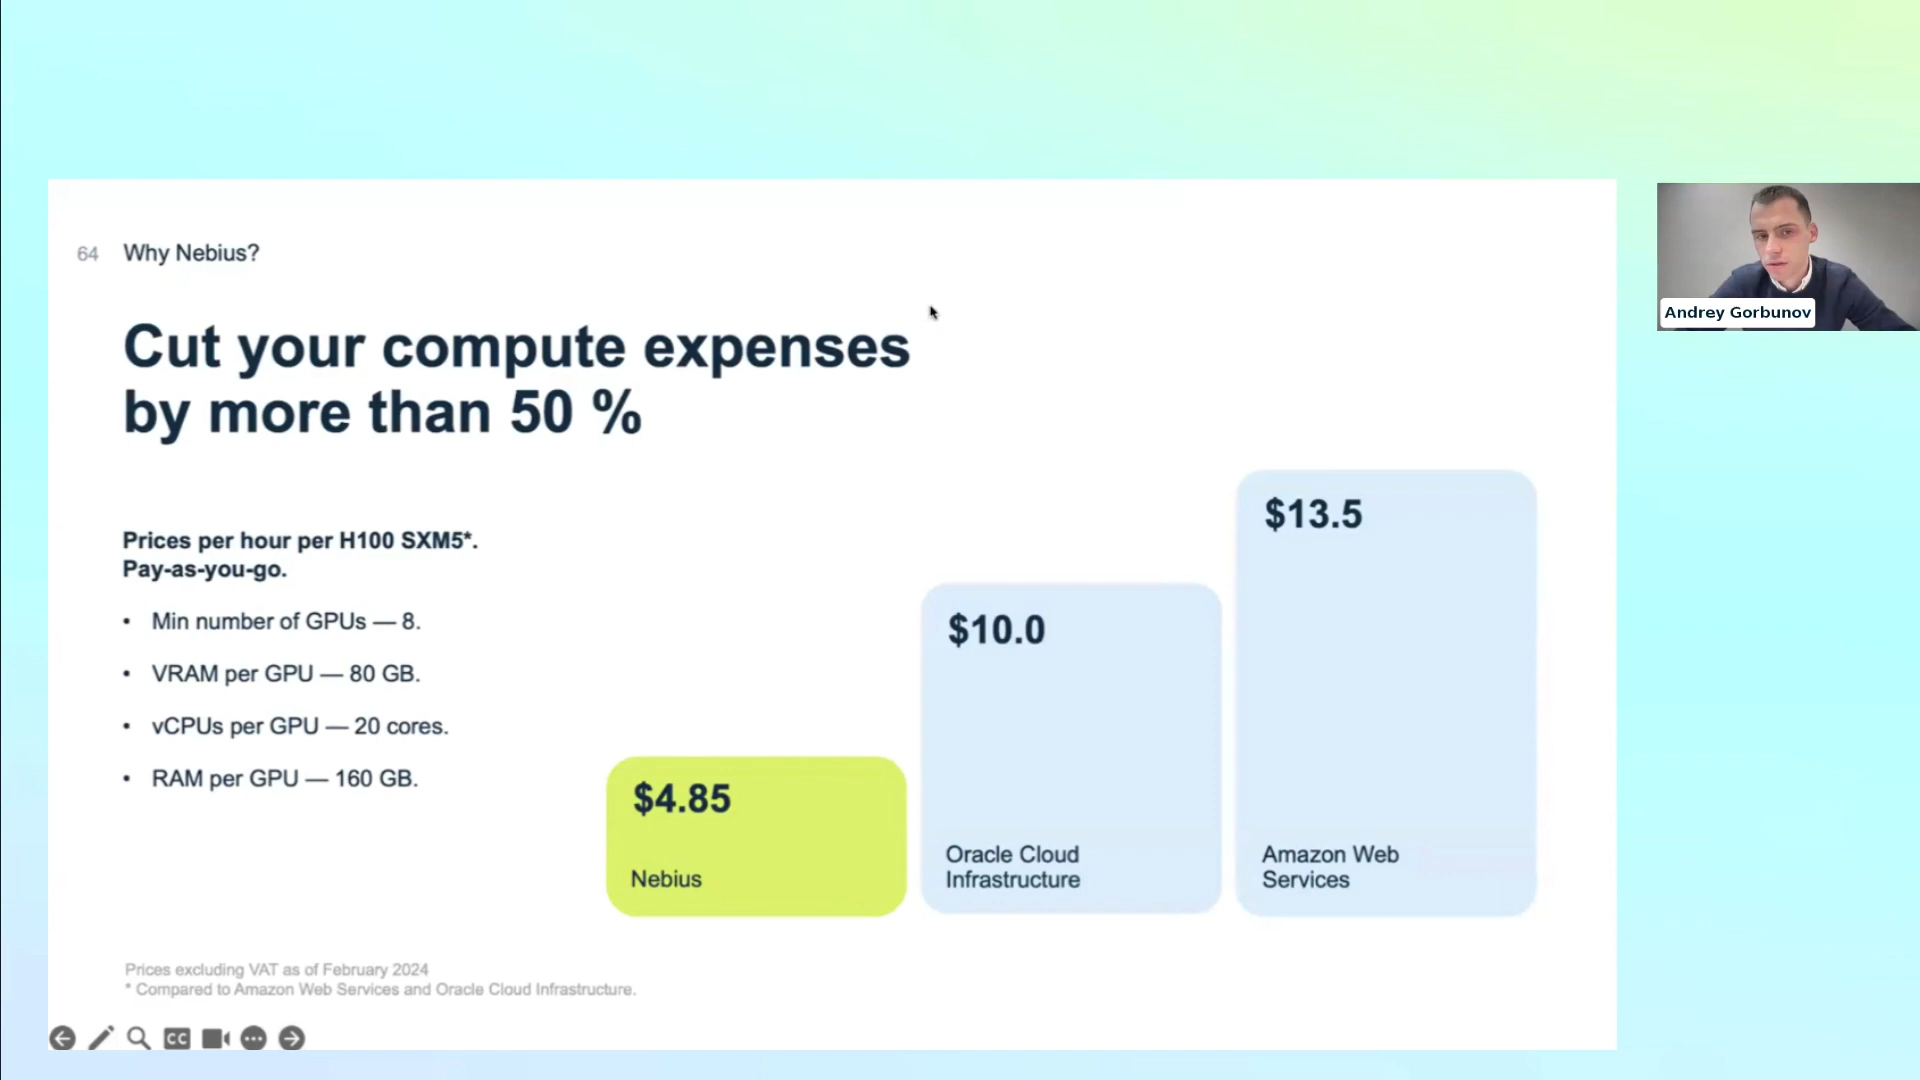 64 Why Nebius?
Cut your compute expenses
by more than 50 %
Prices per hour per H100 SXM5*.
Pay-as-you-go.
• Min number of GPUs — 8.
• VRAM per GPU — 80 GB.
• vCPUs per GPU — 20 cores.
• RAM per GPU — 160 GB.
$4.85
Nebius
$10.0
Oracle Cloud
Infrastructure
$13.5
Amazon Web
Services
Prices excluding VAT as of February 2024
* Compared to Amazon Web Services and Oracle Cloud Infrastructure.
CC
Andrey Gorbunov